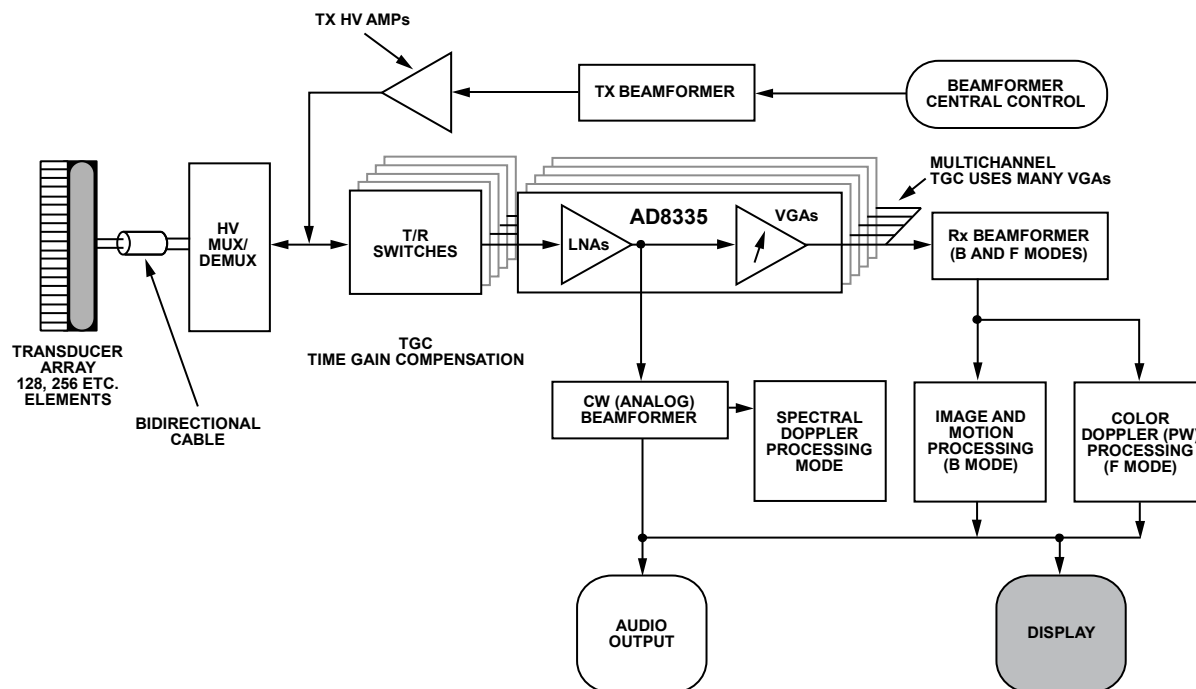 TX HV AMPs
TX BEAMFORMER
BEAMFORMER
CENTRAL CONTROL
MULTICHANNEL
TGC USES MANY VGAs
HV
MUX/
DEMUX
T/R
SWITCHES
LNAs
AD8335
VGAs
Rx BEAMFORMER
(B AND F MODES)
TRANSDUCER
ARRAY
128, 256 ETC.
ELEMENTS
BIDIRECTIONAL
CABLE
TGC
TIME GAIN COMPENSATION
CW (ANALOG)
BEAMFORMER
SPECTRAL
DOPPLER
PROCESSING
MODE
IMAGE AND
MOTION
PROCESSING
(B MODE)
COLOR
DOPPLER (PW)
PROCESSING
(F MODE)
AUDIO
OUTPUT
DISPLAY